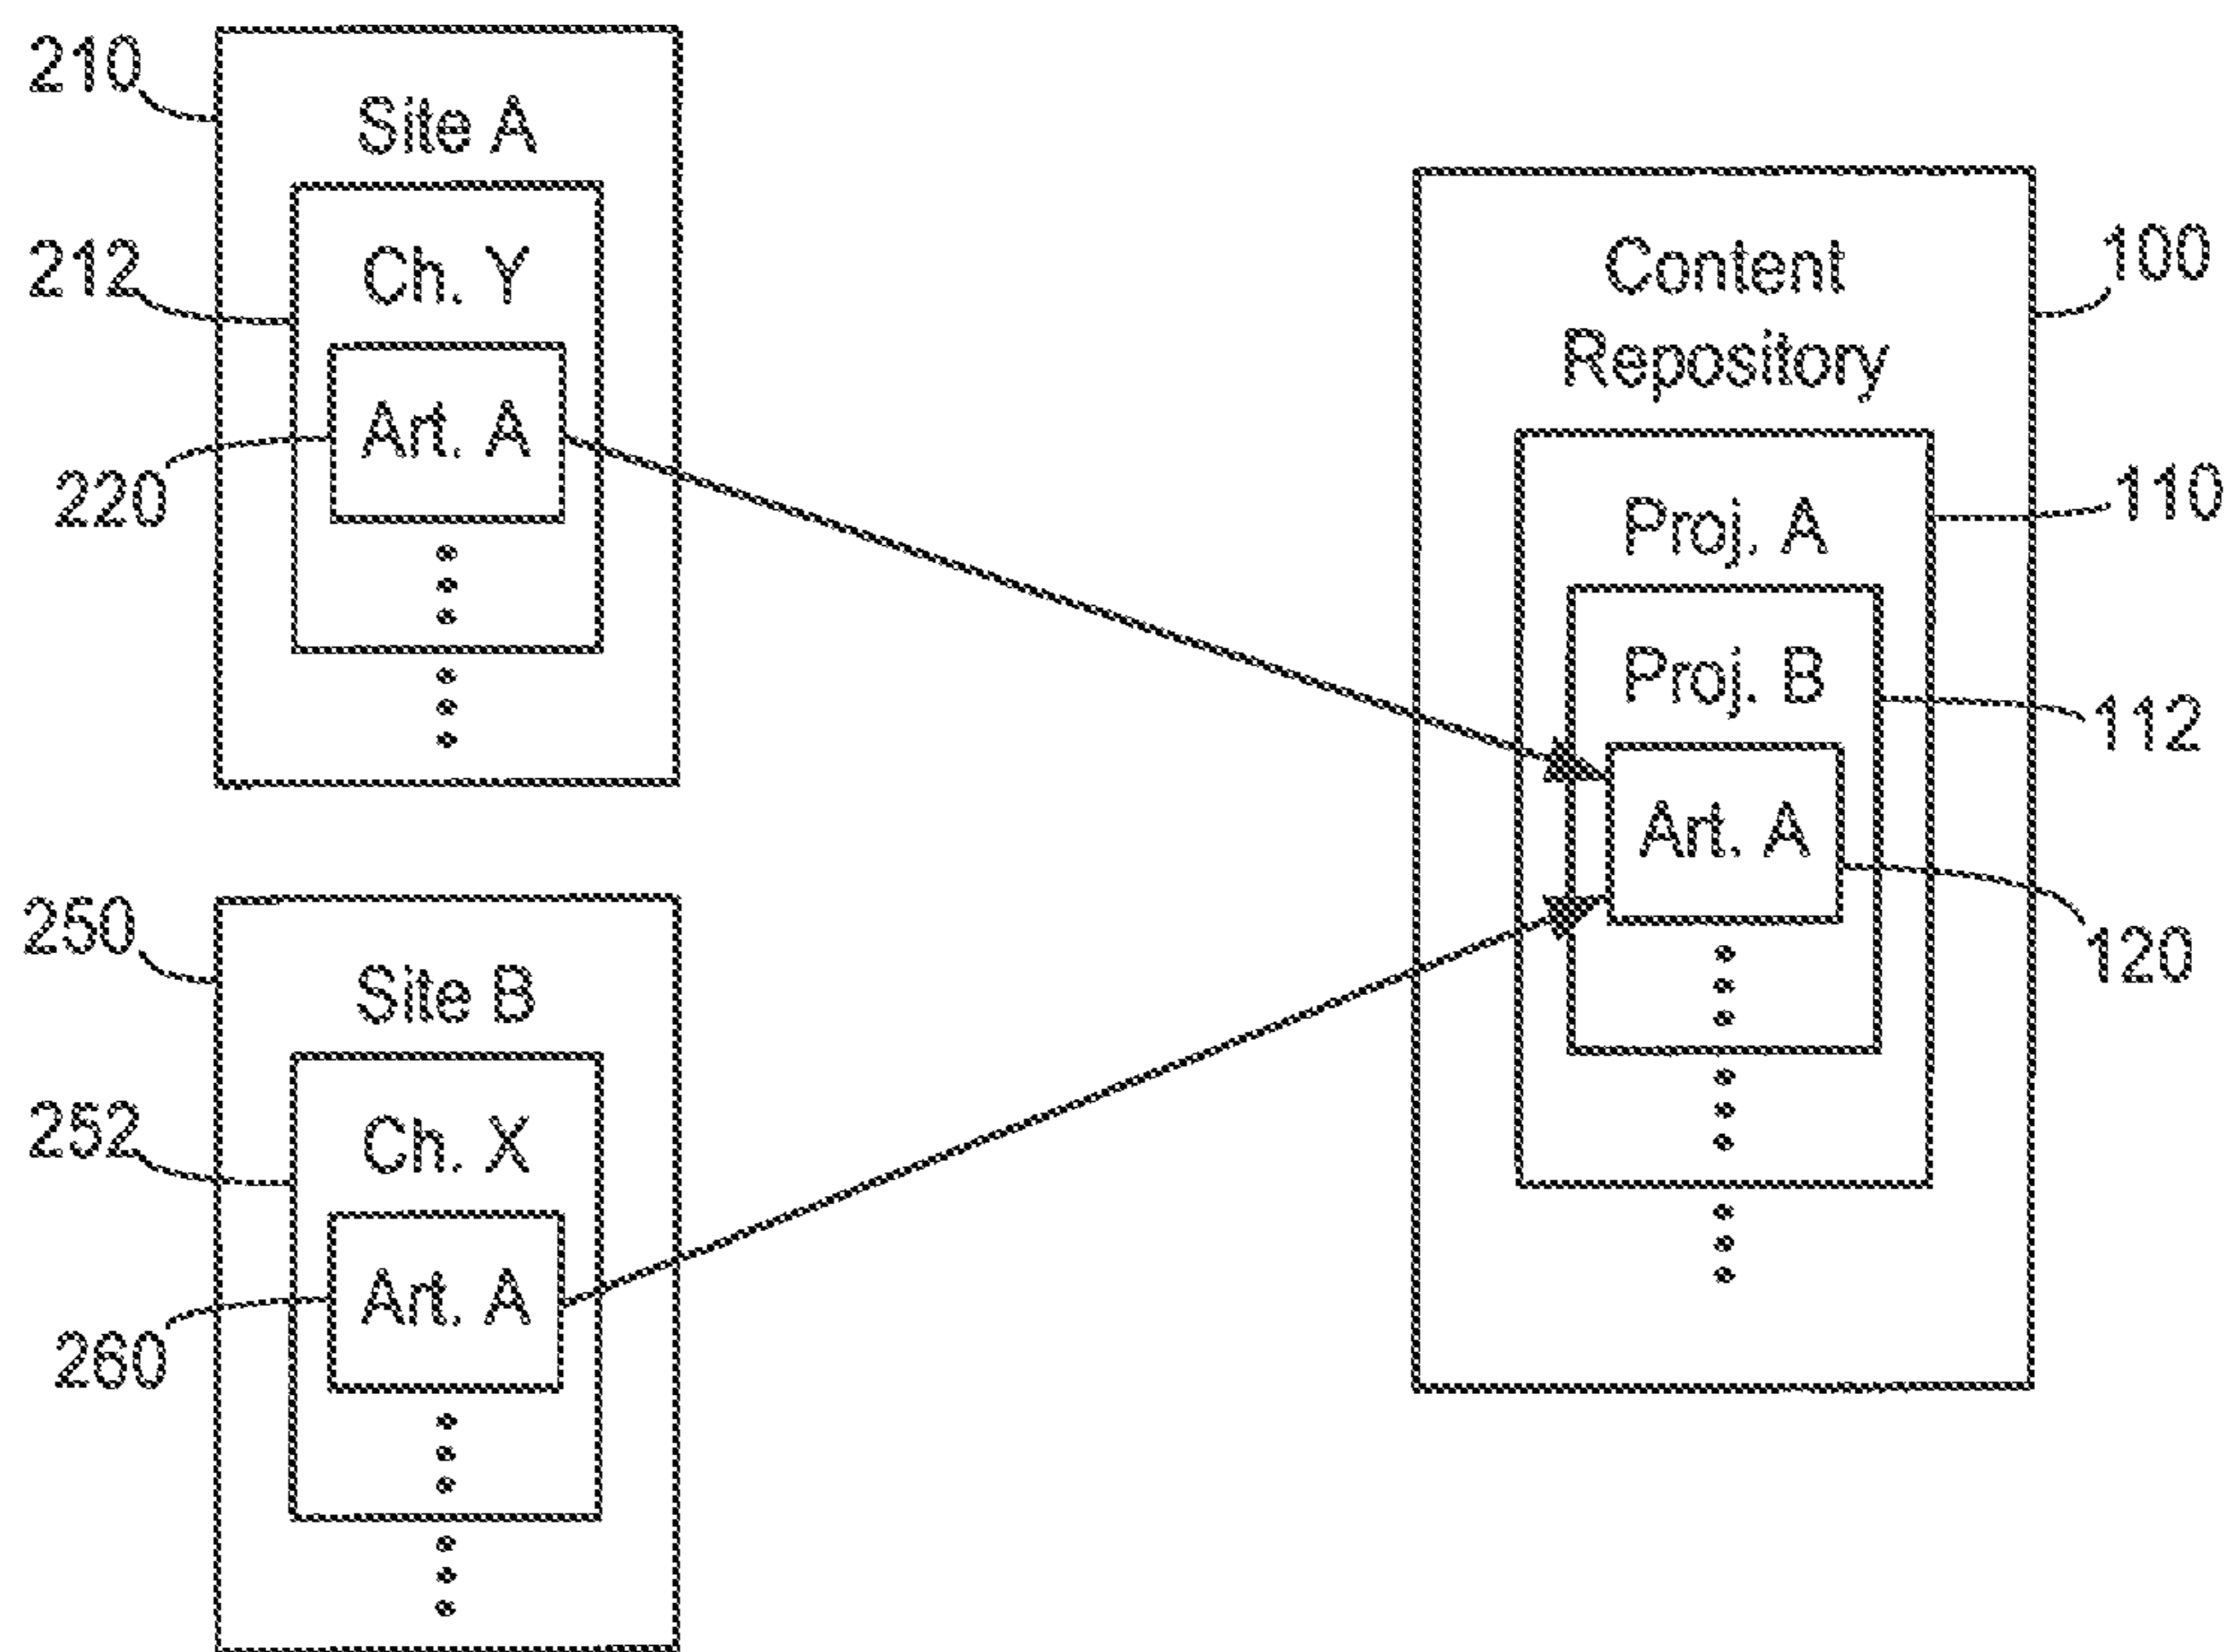 210
Site A
212
Ch. Y
Art. A
220
250
Site B
252
Ch. X
Art. A
260
Content
Repository
100
Proj. A
110
Proj. B
112
Art. A
120